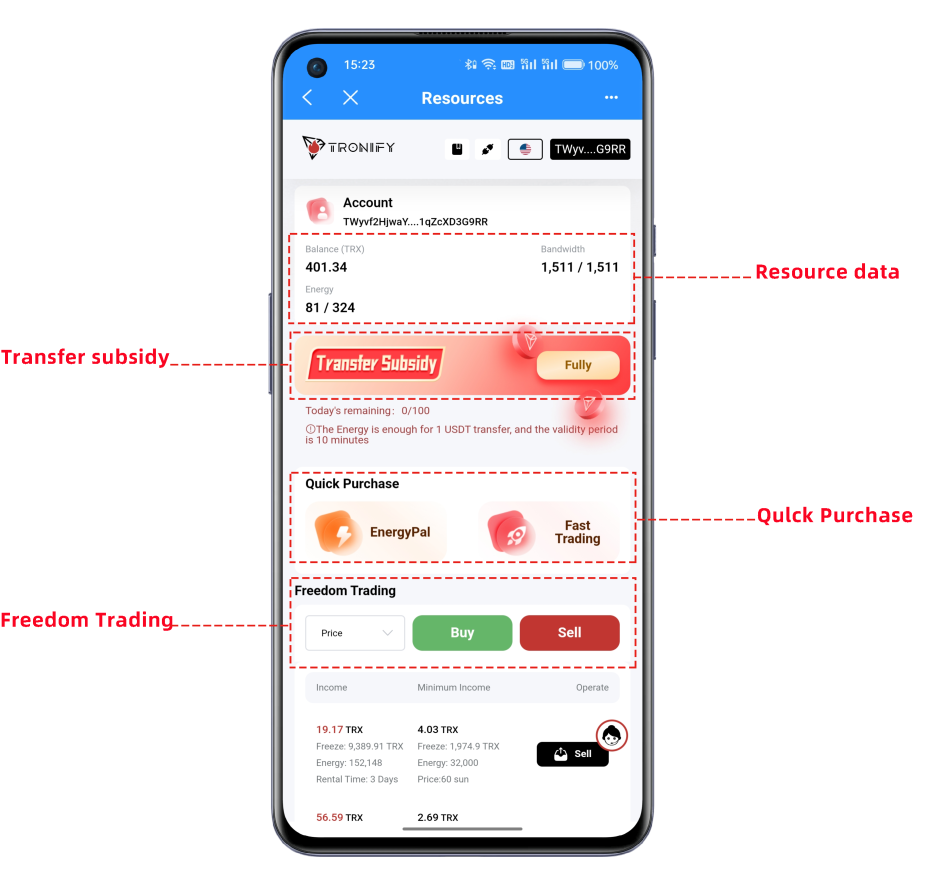 15:23
100%
Resources
TRONIFY
TWyv....G9RR
Account
TWyvf2HjwaY....1qZcXD3G9RR
Balance (TRX)
Bandwidth
401.34
1,511 / 1,511
Resource data
Energy
81 / 324
Transfer subsidy
Transfer Subsidy
Fully
Today's remaining: 0/100
The Energy is enough for 1 USDT transfer, and the validity period
is 10 minutes
Quick Purchase
EnergyPal
Fast
Trading
Qulck Purchase
Freedom Trading
Freedom Trading
Price
Buy
Sell
Income
Minimum Income
Operate
19.17 TRX
4.03 TRX
Freeze: 9,389.91 TRX
Freeze: 1,974.9 TRX
Sell
Energy: 152,148
Energy: 32,000
Rental Time: 3 Days
Price:60 sun
56.59 TRX
2.69 TRX